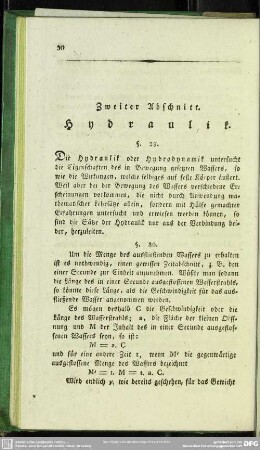 30
Zweiter Abschnitt.
Hydraulik.
Die Hydraulik oder Hydrodynamik untersucht
die Eigenschaften des in Bewegung gesetzten Wassers, so
wie die Wirkungen, welche selbiges auf feste Körper äussert.
Weil aber bei der Bewegung des Wassers verschiedene Er-
scheinungen vorkommen, die nicht durch Anwendung ma-
thematischer Lehrsätze allein, sondern mit Hülfe gemachter
Erfahrungen untersucht und erwiesen werden können, so
sind die Sätze der Hydraulik nur aus der Verbindung bei-
der, herzuleiten.
§. 30.
Um die Menge des ausfliessenden Wassers zu erhalten
ist es nothwendig, einen gewissen Zeitabschnitt, z. B. den
einer Secunde zur Einheit anzunehmen. Wüßte man sodann
die Länge des in einer Secunde ausgeflossenen Wasserstrahls,
so könnte diese Länge, als die Geschwindigkeit für das aus-
fließende Wasser angenommen werden.
Es mögen deshalb C die Geschwindigkeit oder die
Länge des Wasserstrahls; a, die Fläche der kleinen Oeff-
nung und M der Inhalt des in einer Secunde ausgeflos-
senen Wassers seyn, so ist:
M = a. C
und für eine andere Zeit t, wenn M' die gegenwärtige
ausgeflossene Menge des Wassers bezeichnet
M' = t. M = t. a. C.
Wird endlich γ, wie bereits geschehen, für das Gewicht